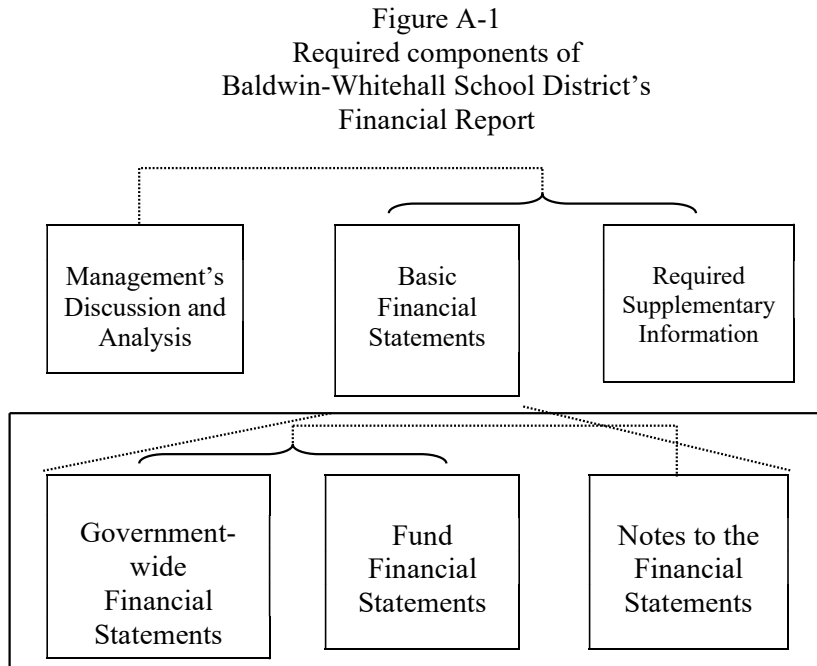 Figure A-1
Required components of
Baldwin-Whitehall School District’s
Financial Report
Management’s
Discussion and
Analysis
Basic
Financial
Statements
Required
Supplementary
Information
Government-
wide
Financial
Statements
Fund
Financial
Statements
Notes to the
Financial
Statements